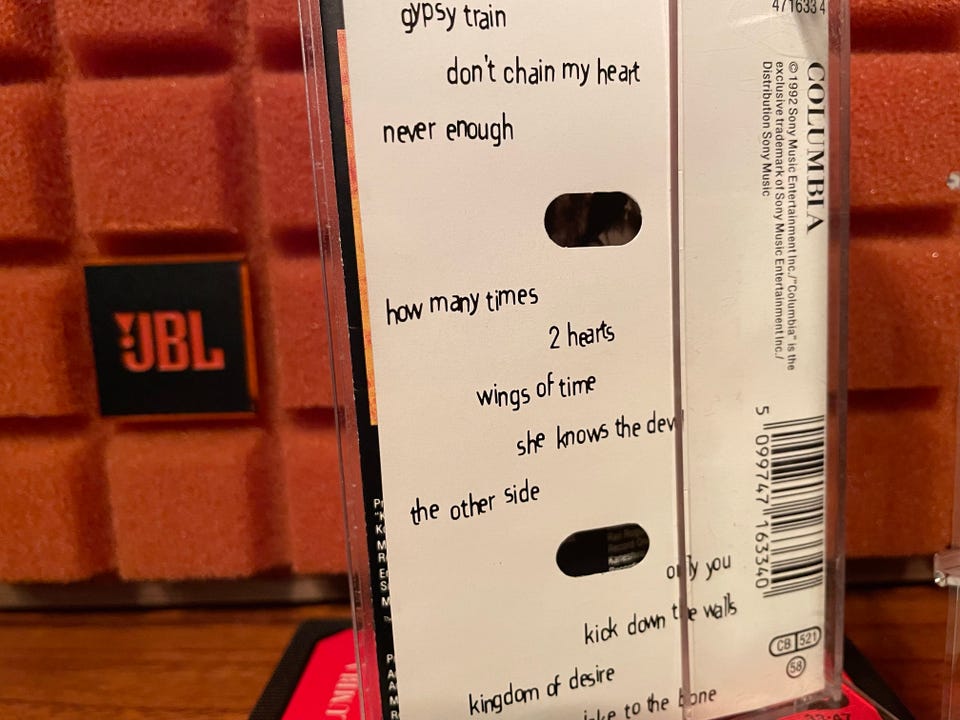 gypsy train
don't chain my heart
never enough
how many times
2 hearts
wings of time
she knows the dev
the other side
only you
kick down the walls
kingdom of desire
to the bone
JBL
471633 4
COLUMBIA
© 1992 Sony Music Entertainment Inc./"Columbia" is the
exclusive trademark of Sony Music Entertainment Inc./
Distribution Sony Music
5 099747 163340
CB 521
58